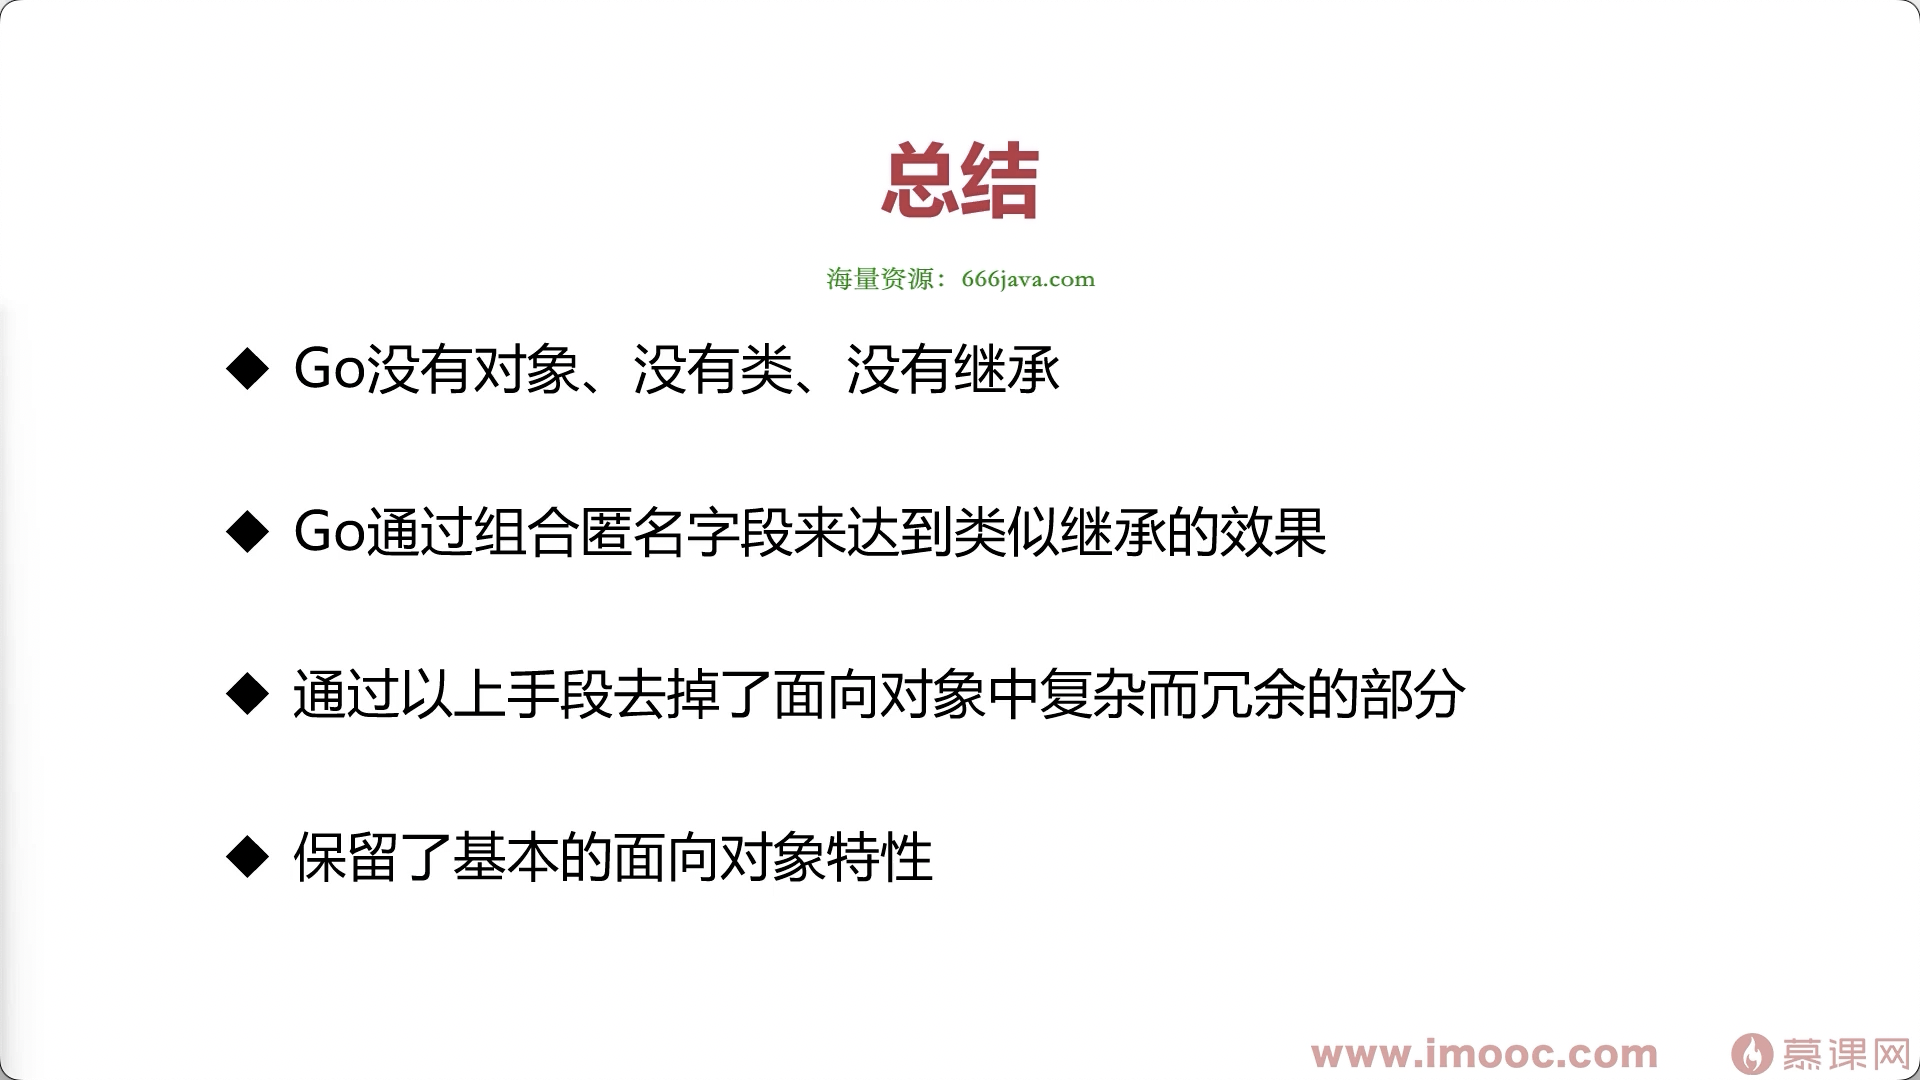 总结
海量资源：666java.com
◆ Go没有对象、没有类、没有继承
◆ Go通过组合匿名字段来达到类似继承的效果
◆ 通过以上手段去掉了面向对象中复杂而冗余的部分
◆ 保留了基本的面向对象特性
www.imooc.com 慕课网